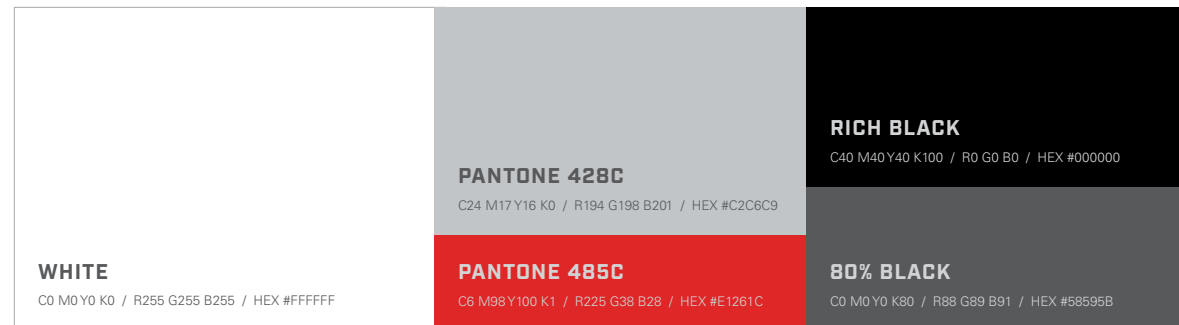 WHITE
C0 M0 Y0 K0 / R255 G255 B255 / HEX #FFFFFF
PANTONE 428C
C24 M17 Y16 K0 / R194 G198 B201 / HEX #C2C6C9
PANTONE 485C
C6 M98 Y100 K1 / R225 G38 B28 / HEX #E1261C
RICH BLACK
C40 M40 Y40 K100 / R0 G0 B0 / HEX #000000
80% BLACK
C0 M0 Y0 K80 / R88 G89 B91 / HEX #58595B